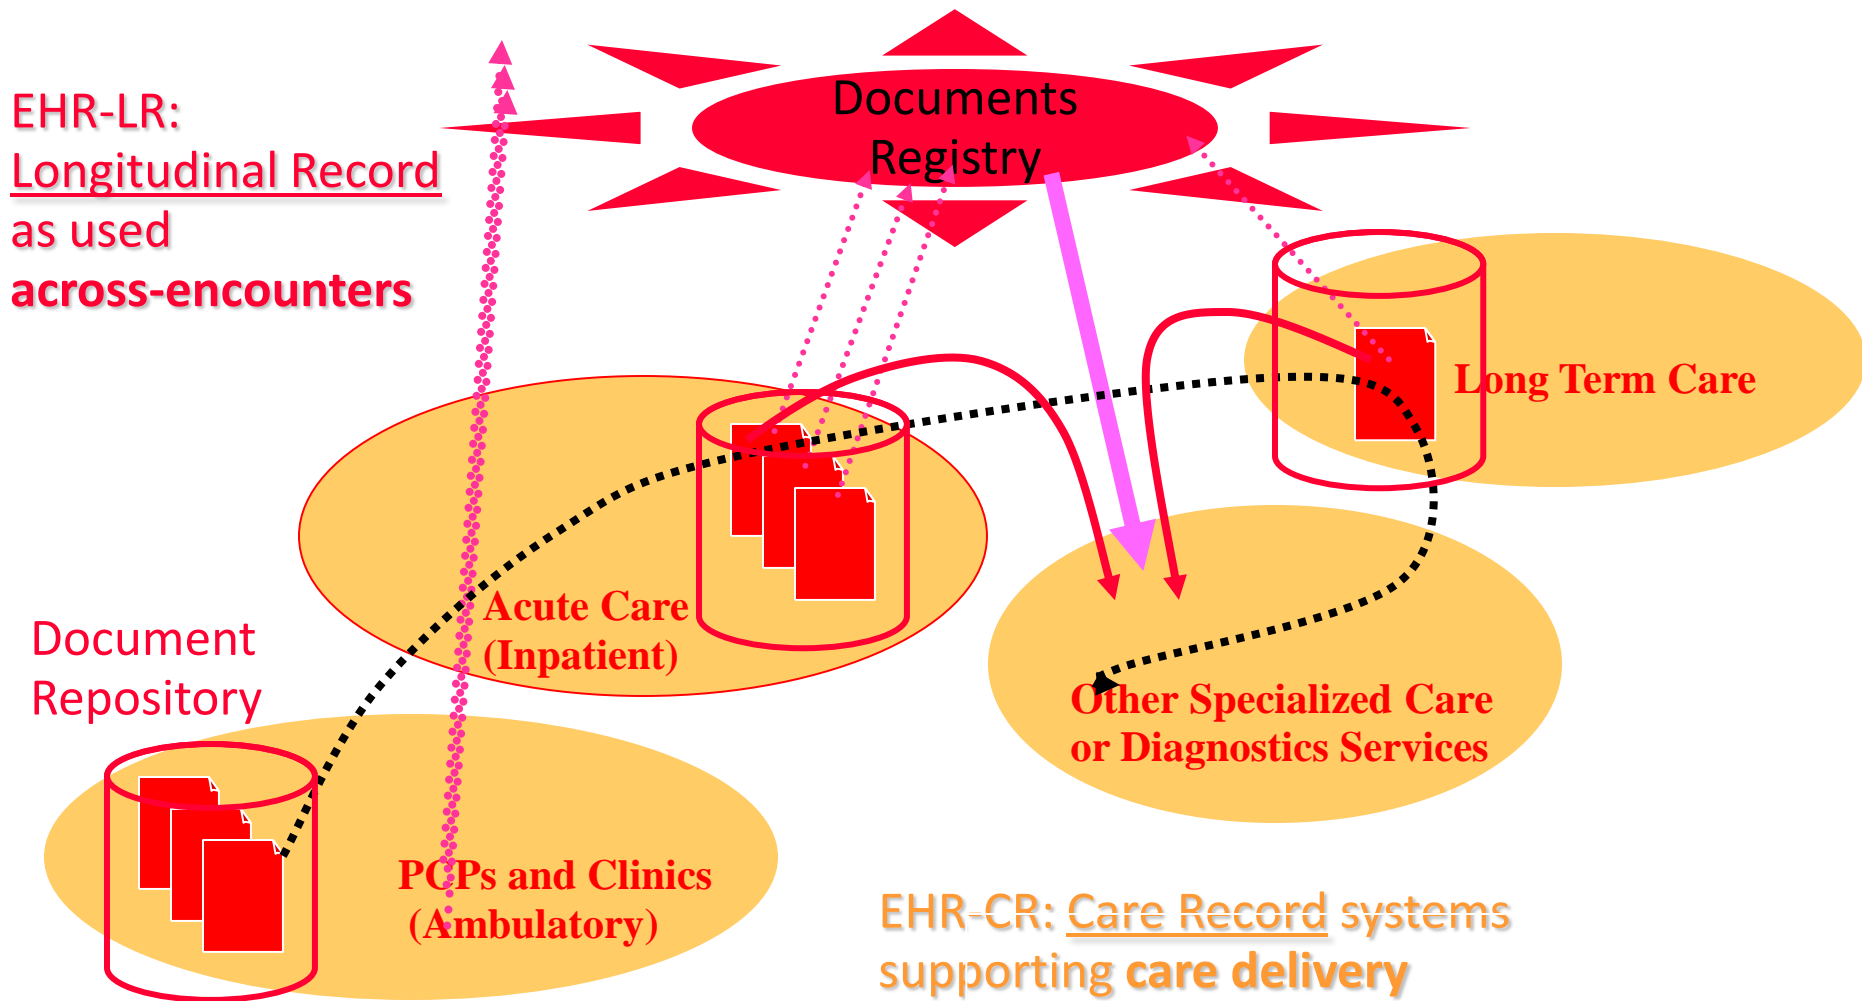 EHR-LR:
Longitudinal Record
as used
across-encounters
Documents
Registry
Long Term Care
Acute Care
(Inpatient)
Document
Repository
Other Specialized Care
or Diagnostics Services
PCPs and Clinics
(Ambulatory)
EHR-CR: Care Record systems
supporting care delivery